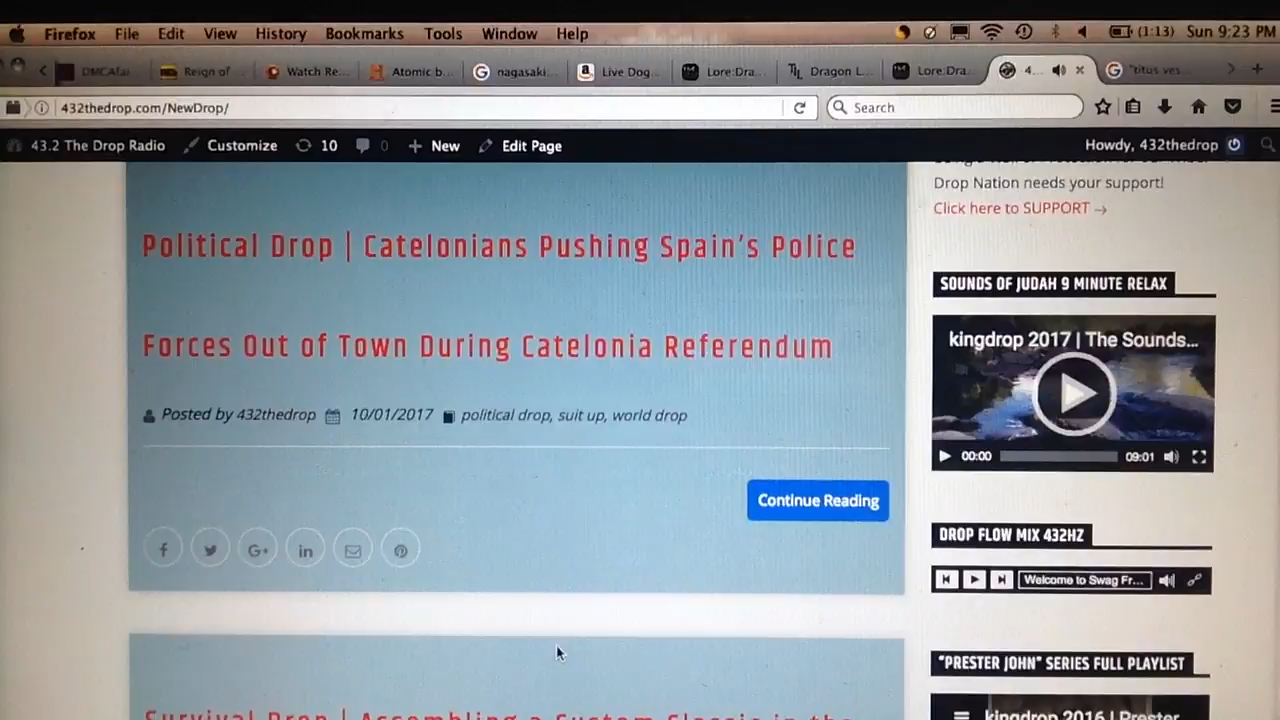 Firefox File Edit View History Bookmarks Tools Window Help (1:13) Sun 9:23 PM
DMCAfai Reign of Watch Re... Atomic b... nagasaki: Live Dog... Lore:Dra... Dragon L... Lore:Dra... 4... "titus ves...
432thedrop.com/NewDrop/ Search
43.2 The Drop Radio Customize 10 0 New Edit Page Howdy, 432thedrop
Drop Nation needs your support!
Click here to SUPPORT →
Political Drop | Catelonians Pushing Spain's Police
Forces Out of Town During Catelonia Referendum
Posted by 432thedrop 10/01/2017 political drop, suit up, world drop
Continue Reading
SOUNDS OF JUDAH 9 MINUTE RELAX
kingdrop 2017 | The Sounds...
00:00 09:01
DROP FLOW MIX 432HZ
Welcome to Swag Fr...
"PRESTER JOHN" SERIES FULL PLAYLIST
kingdrop 2016 | Prester
Survival Drop | Assembling a Custom Classic in the